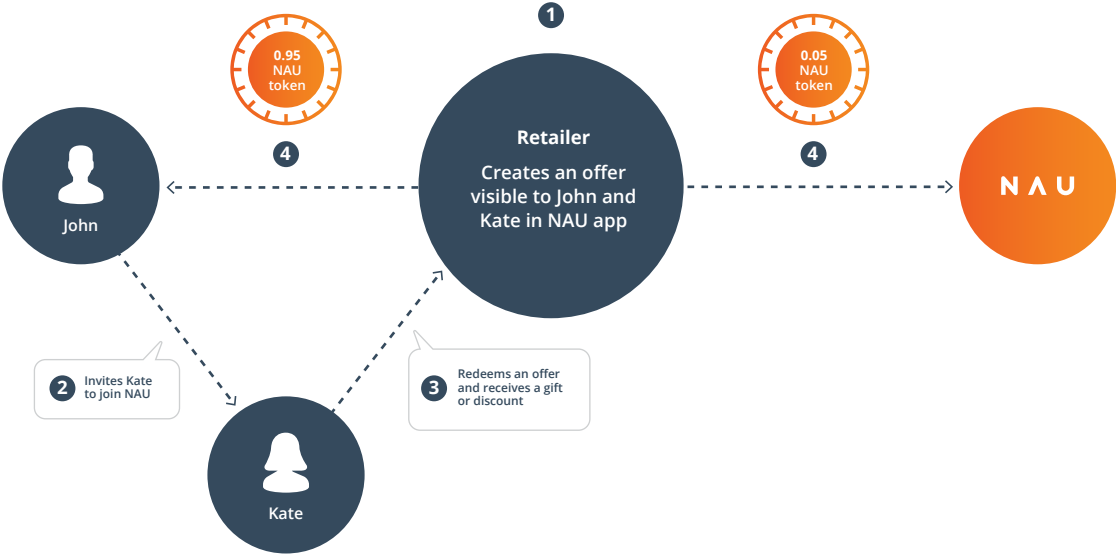 1
0.95
NAU
token
0.05
NAU
token
4
4
Retailer
Creates an offer
visible to John and
Kate in NAU app
John
NAU
2
Invites Kate
to join NAU
3
Redeems an offer
and receives a gift
or discount
Kate